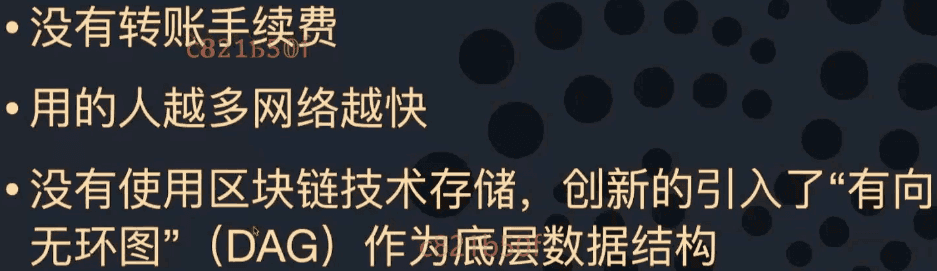 • 没有转账手续费
c821b50f
• 用的人越多网络越快
• 没有使用区块链技术存储，创新的引入了“有向
无环图”（DAG）作为底层数据结构
c821b50f